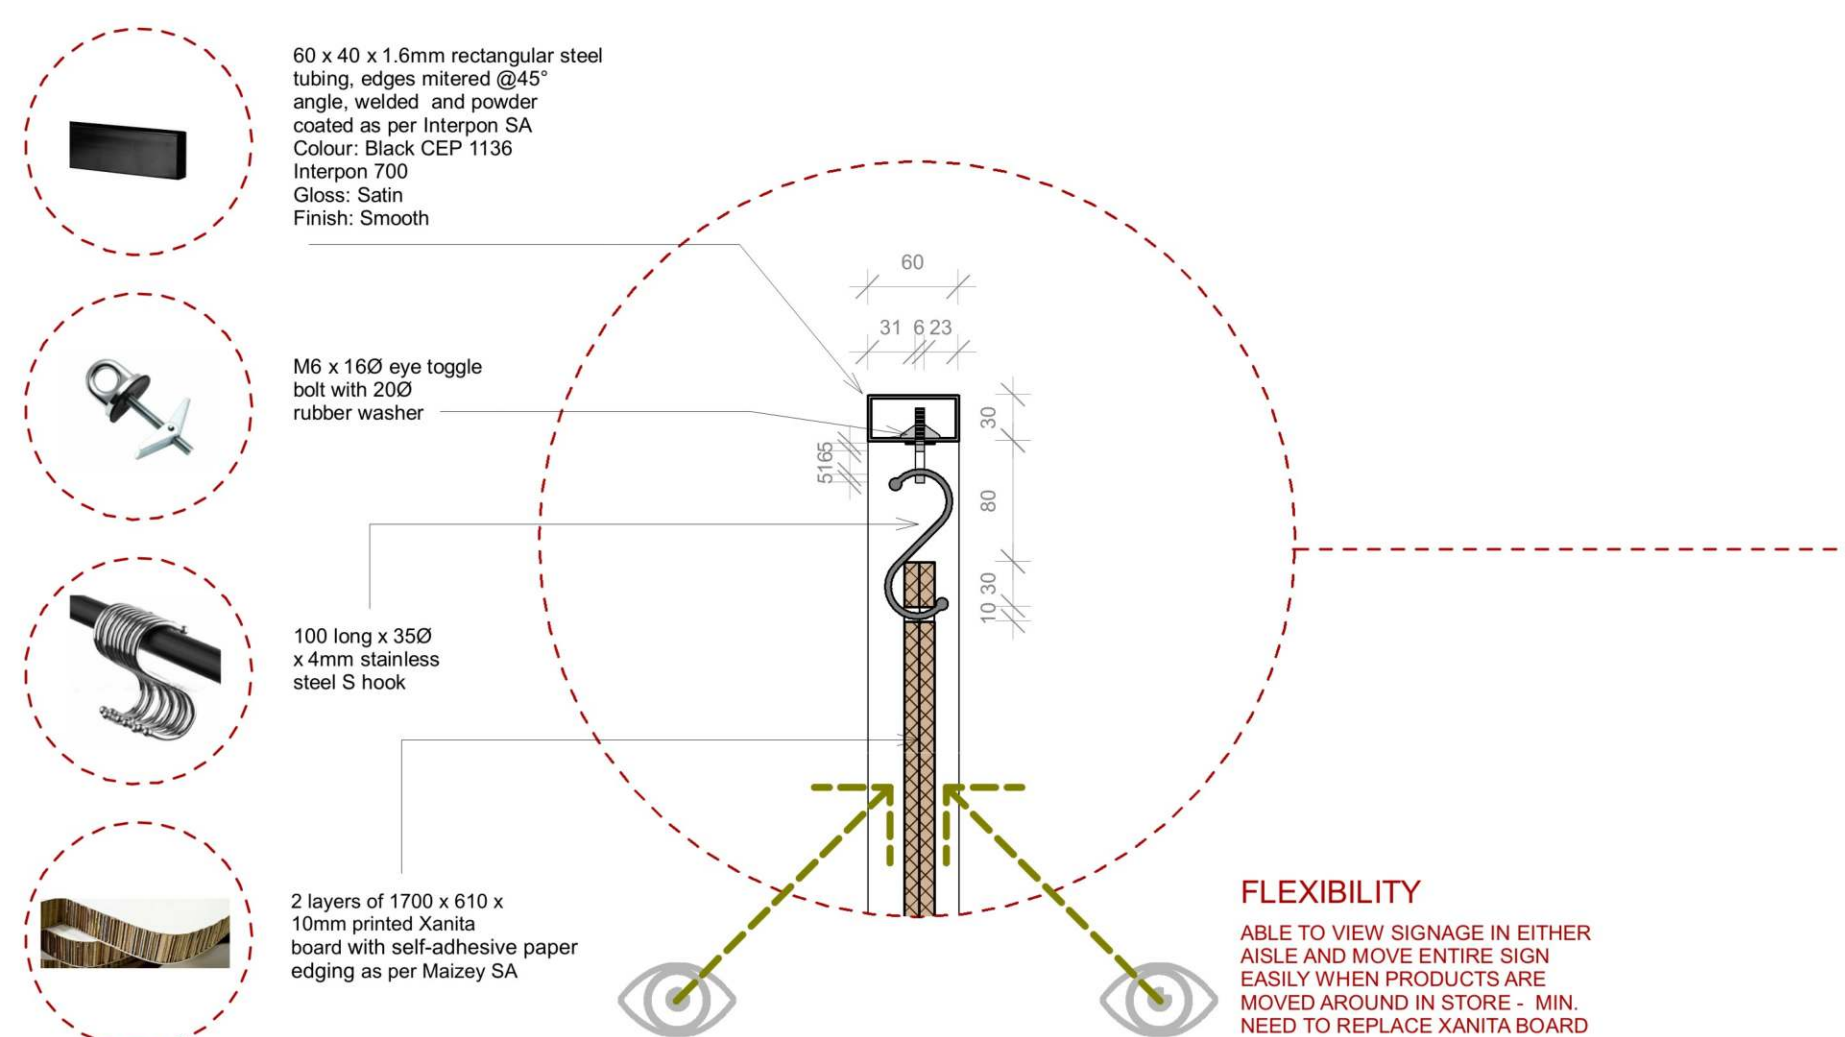 60 x 40 x 1.6mm rectangular steel
tubing, edges mitered @45°
angle, welded  and powder
coated as per Interpon SA
Colour: Black CEP 1136
Interpon 700
Gloss: Satin
Finish: Smooth
60
31 6 23
M6 x 16Ø eye toggle
bolt with 20Ø
rubber washer
30
5165
80
10 30
100 long x 35Ø
x 4mm stainless
steel S hook
2 layers of 1700 x 610 x
10mm printed Xanita
board with self-adhesive paper
edging as per Maizey SA
FLEXIBILITY
ABLE TO VIEW SIGNAGE IN EITHER
AISLE AND MOVE ENTIRE SIGN
EASILY WHEN PRODUCTS ARE
MOVED AROUND IN STORE -  MIN.
NEED TO REPLACE XANITA BOARD